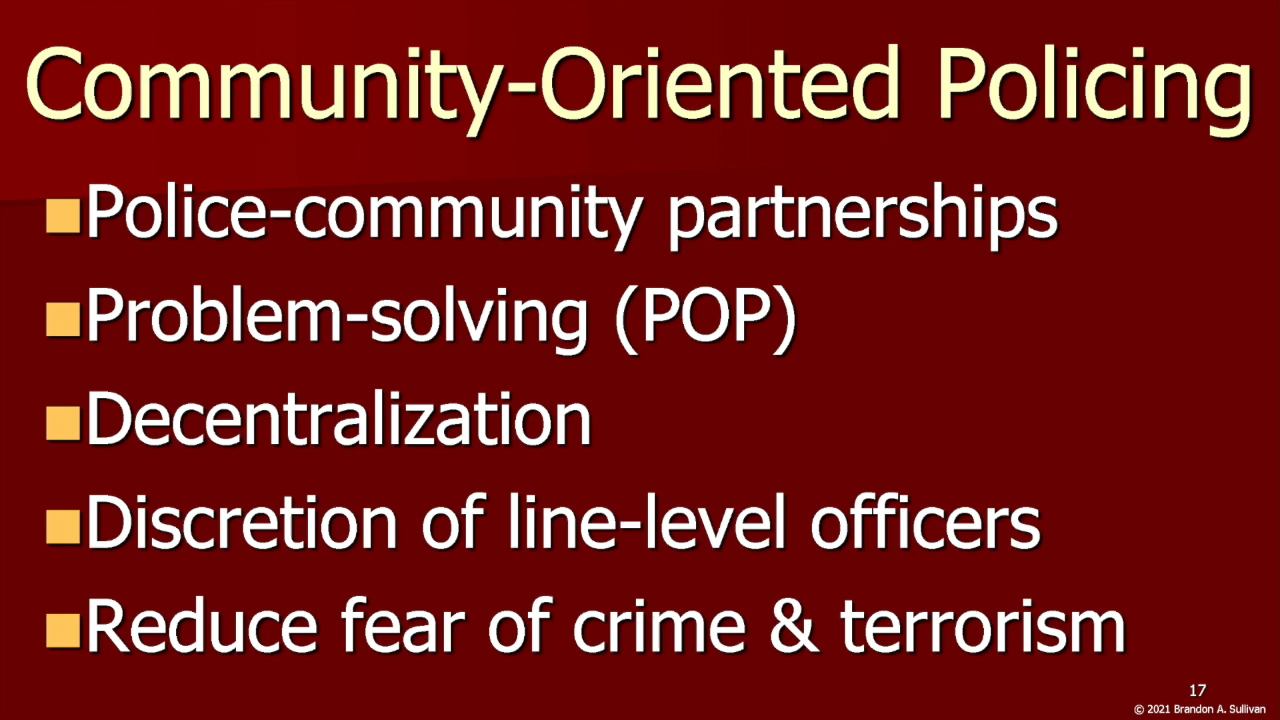 Community-Oriented Policing
Police-community partnerships
Problem-solving (POP)
Decentralization
Discretion of line-level officers
Reduce fear of crime & terrorism
17
© 2021 Brandon A. Sullivan